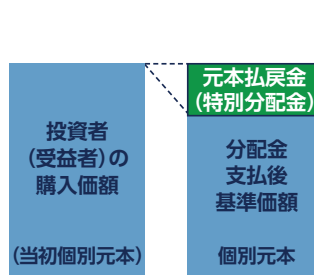 投資者
(受益者)の
購入価額
(当初個別元本)
元本払戻金
(特別分配金)
分配金
支払後
基準価額
個別元本